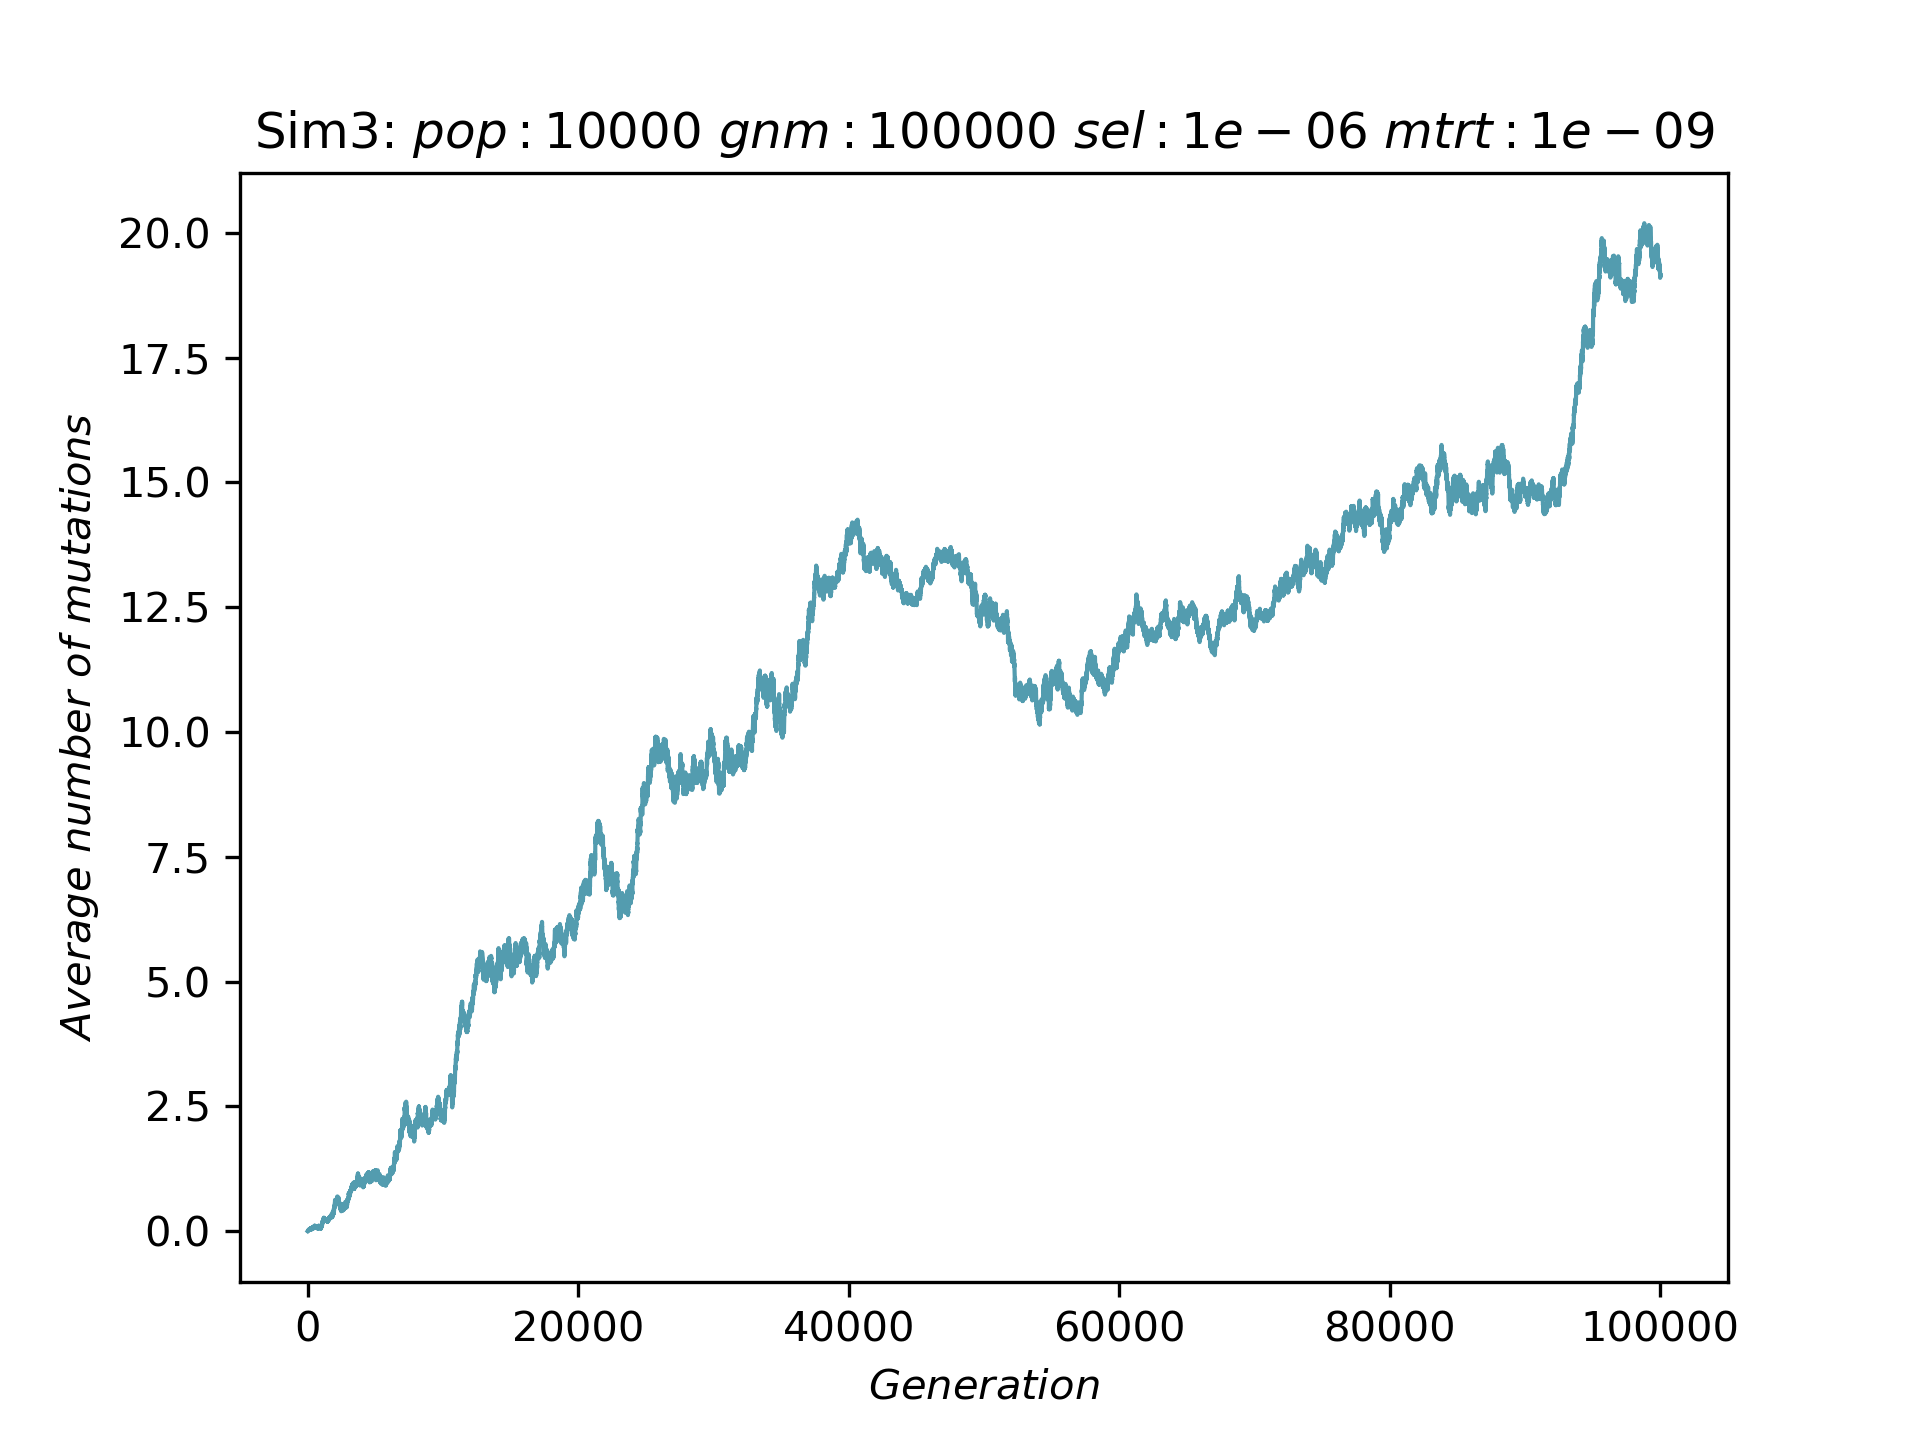 Sim3: pop : 10000 gnm : 100000 sel : 1e − 06 mtrt : 1e − 09
20.0
17.5
15.0
12.5
10.0
7.5
5.0
2.5
0.0
Average number of mutations
0 20000 40000 60000 80000 100000
Generation